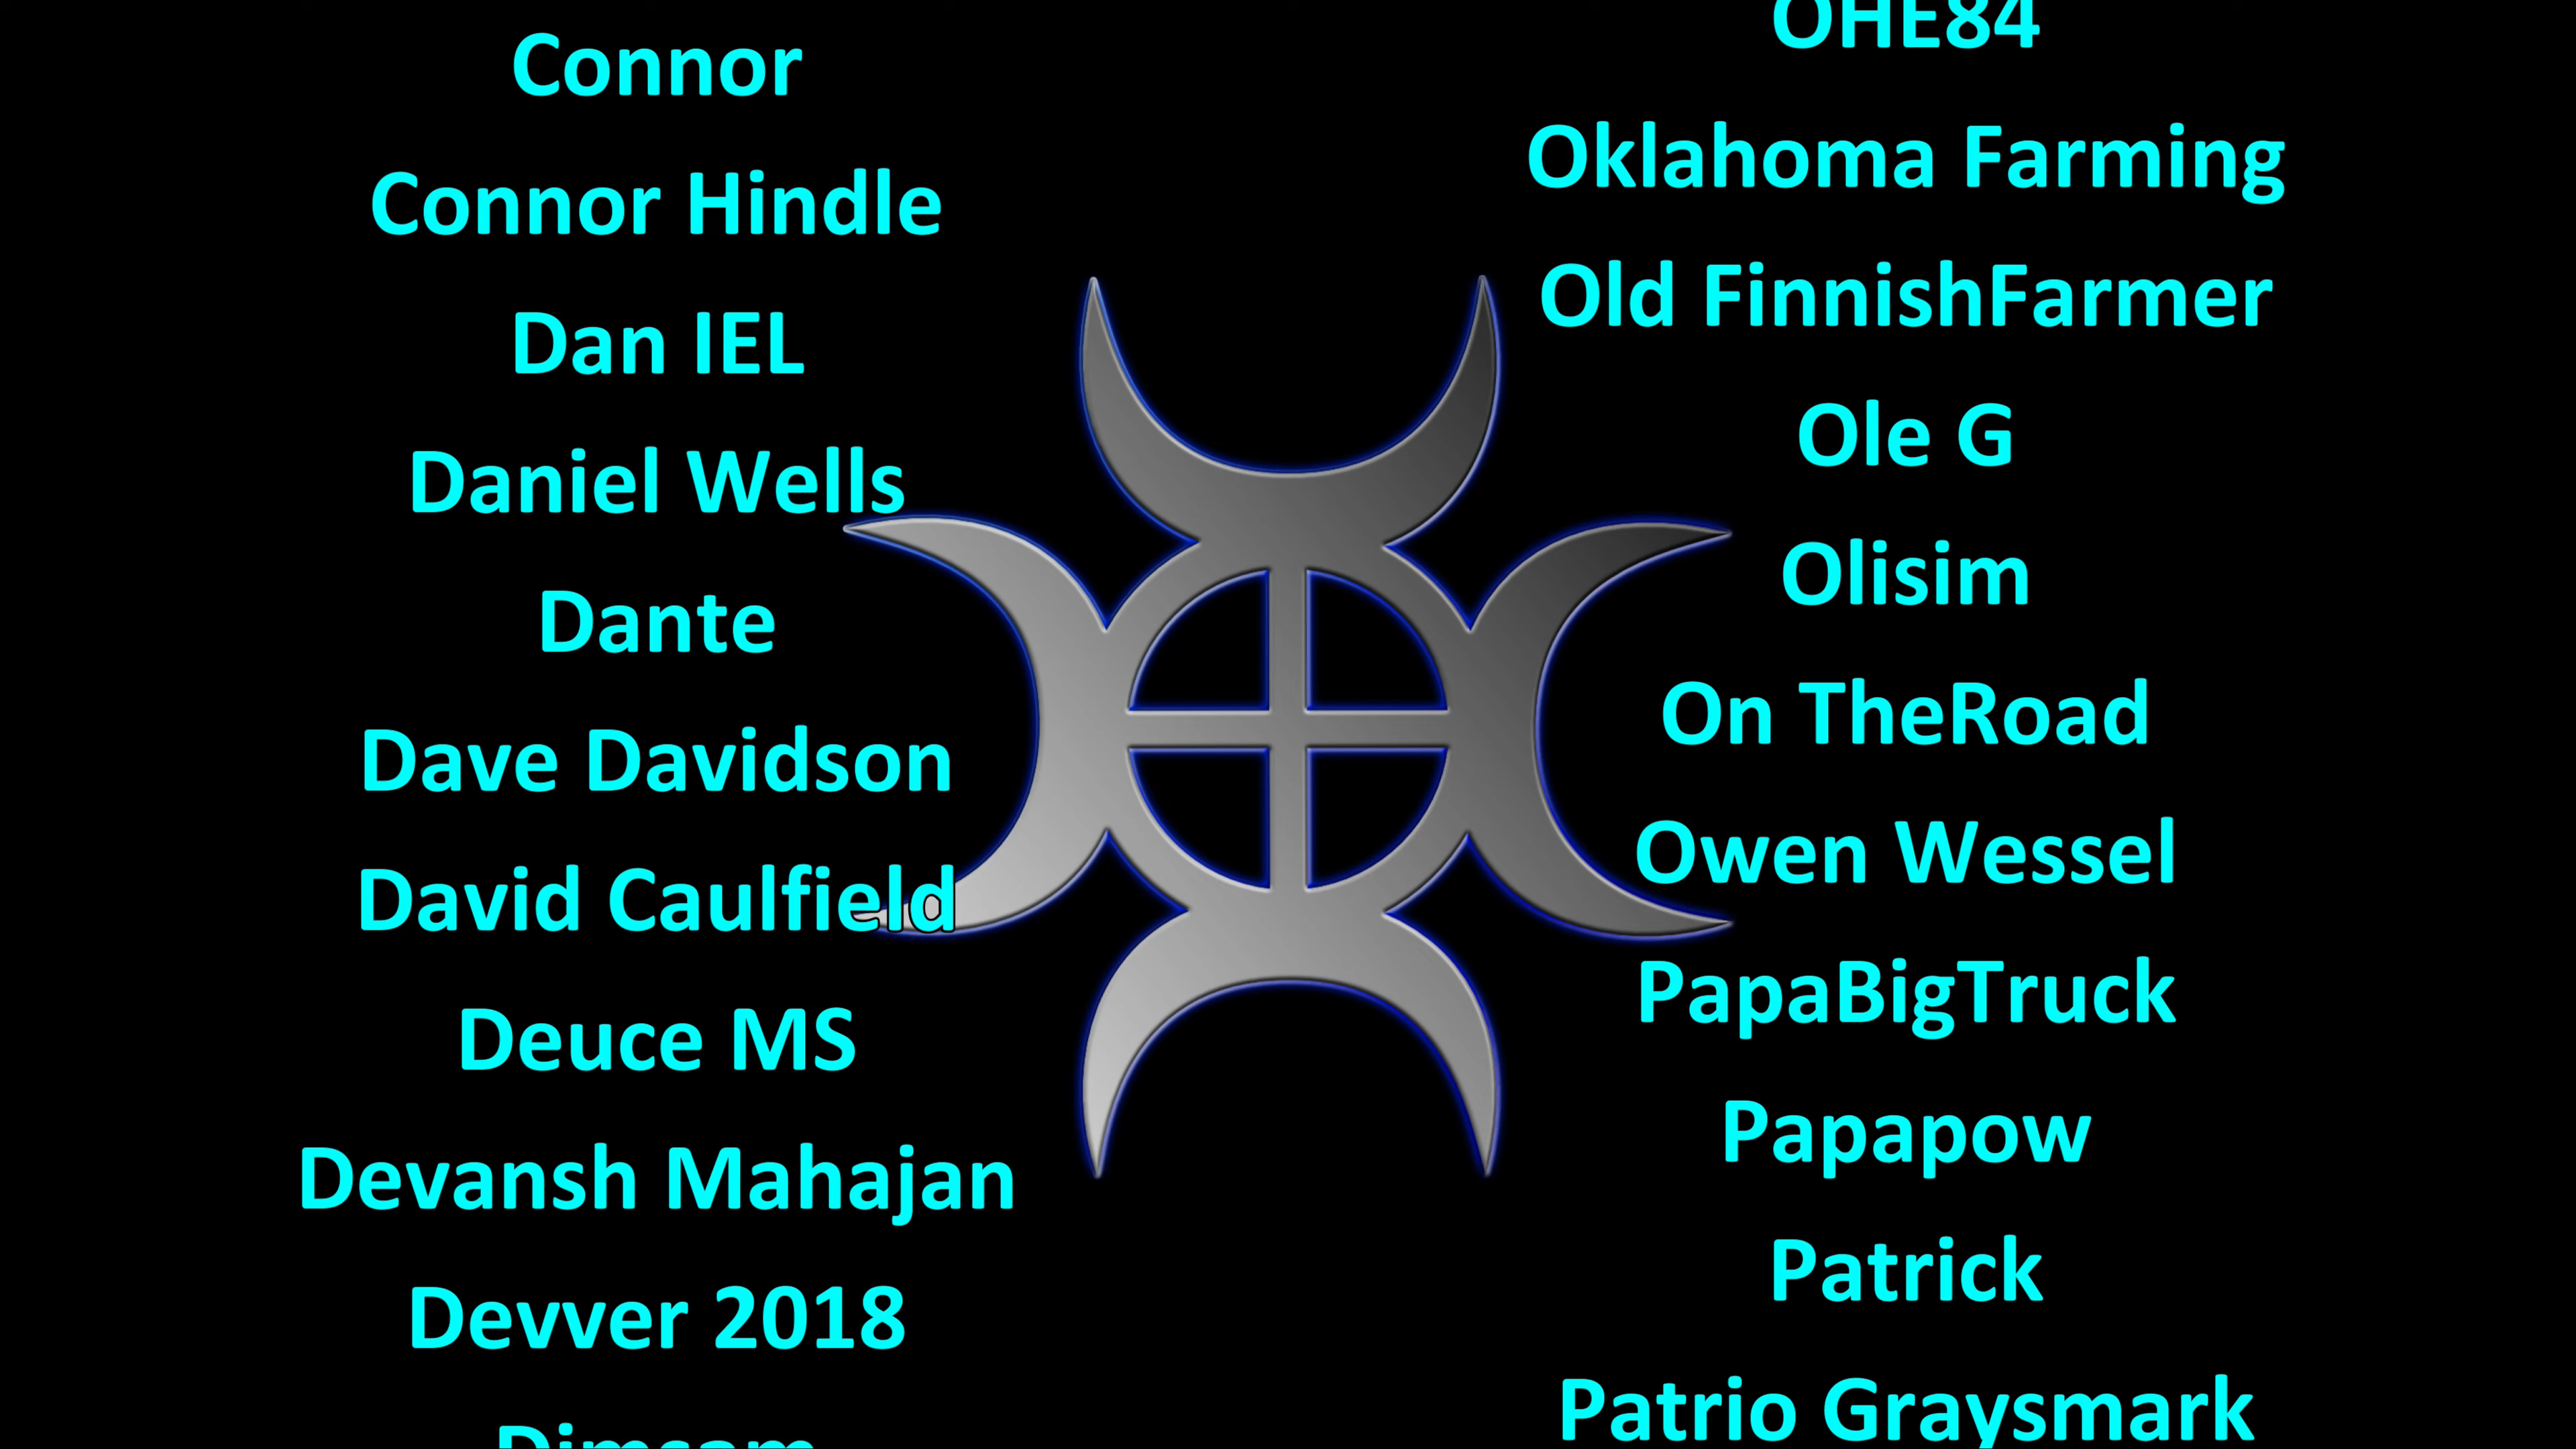 Connor
Connor Hindle
Dan IEL
Daniel Wells
Dante
Dave Davidson
David Caulfield
Deuce MS
Devansh Mahajan
Devver 2018
OHE84
Oklahoma Farming
Old FinnishFarmer
Ole G
Olisim
On TheRoad
Owen Wessel
PapaBigTruck
Papapow
Patrick
Patrio Graysmark